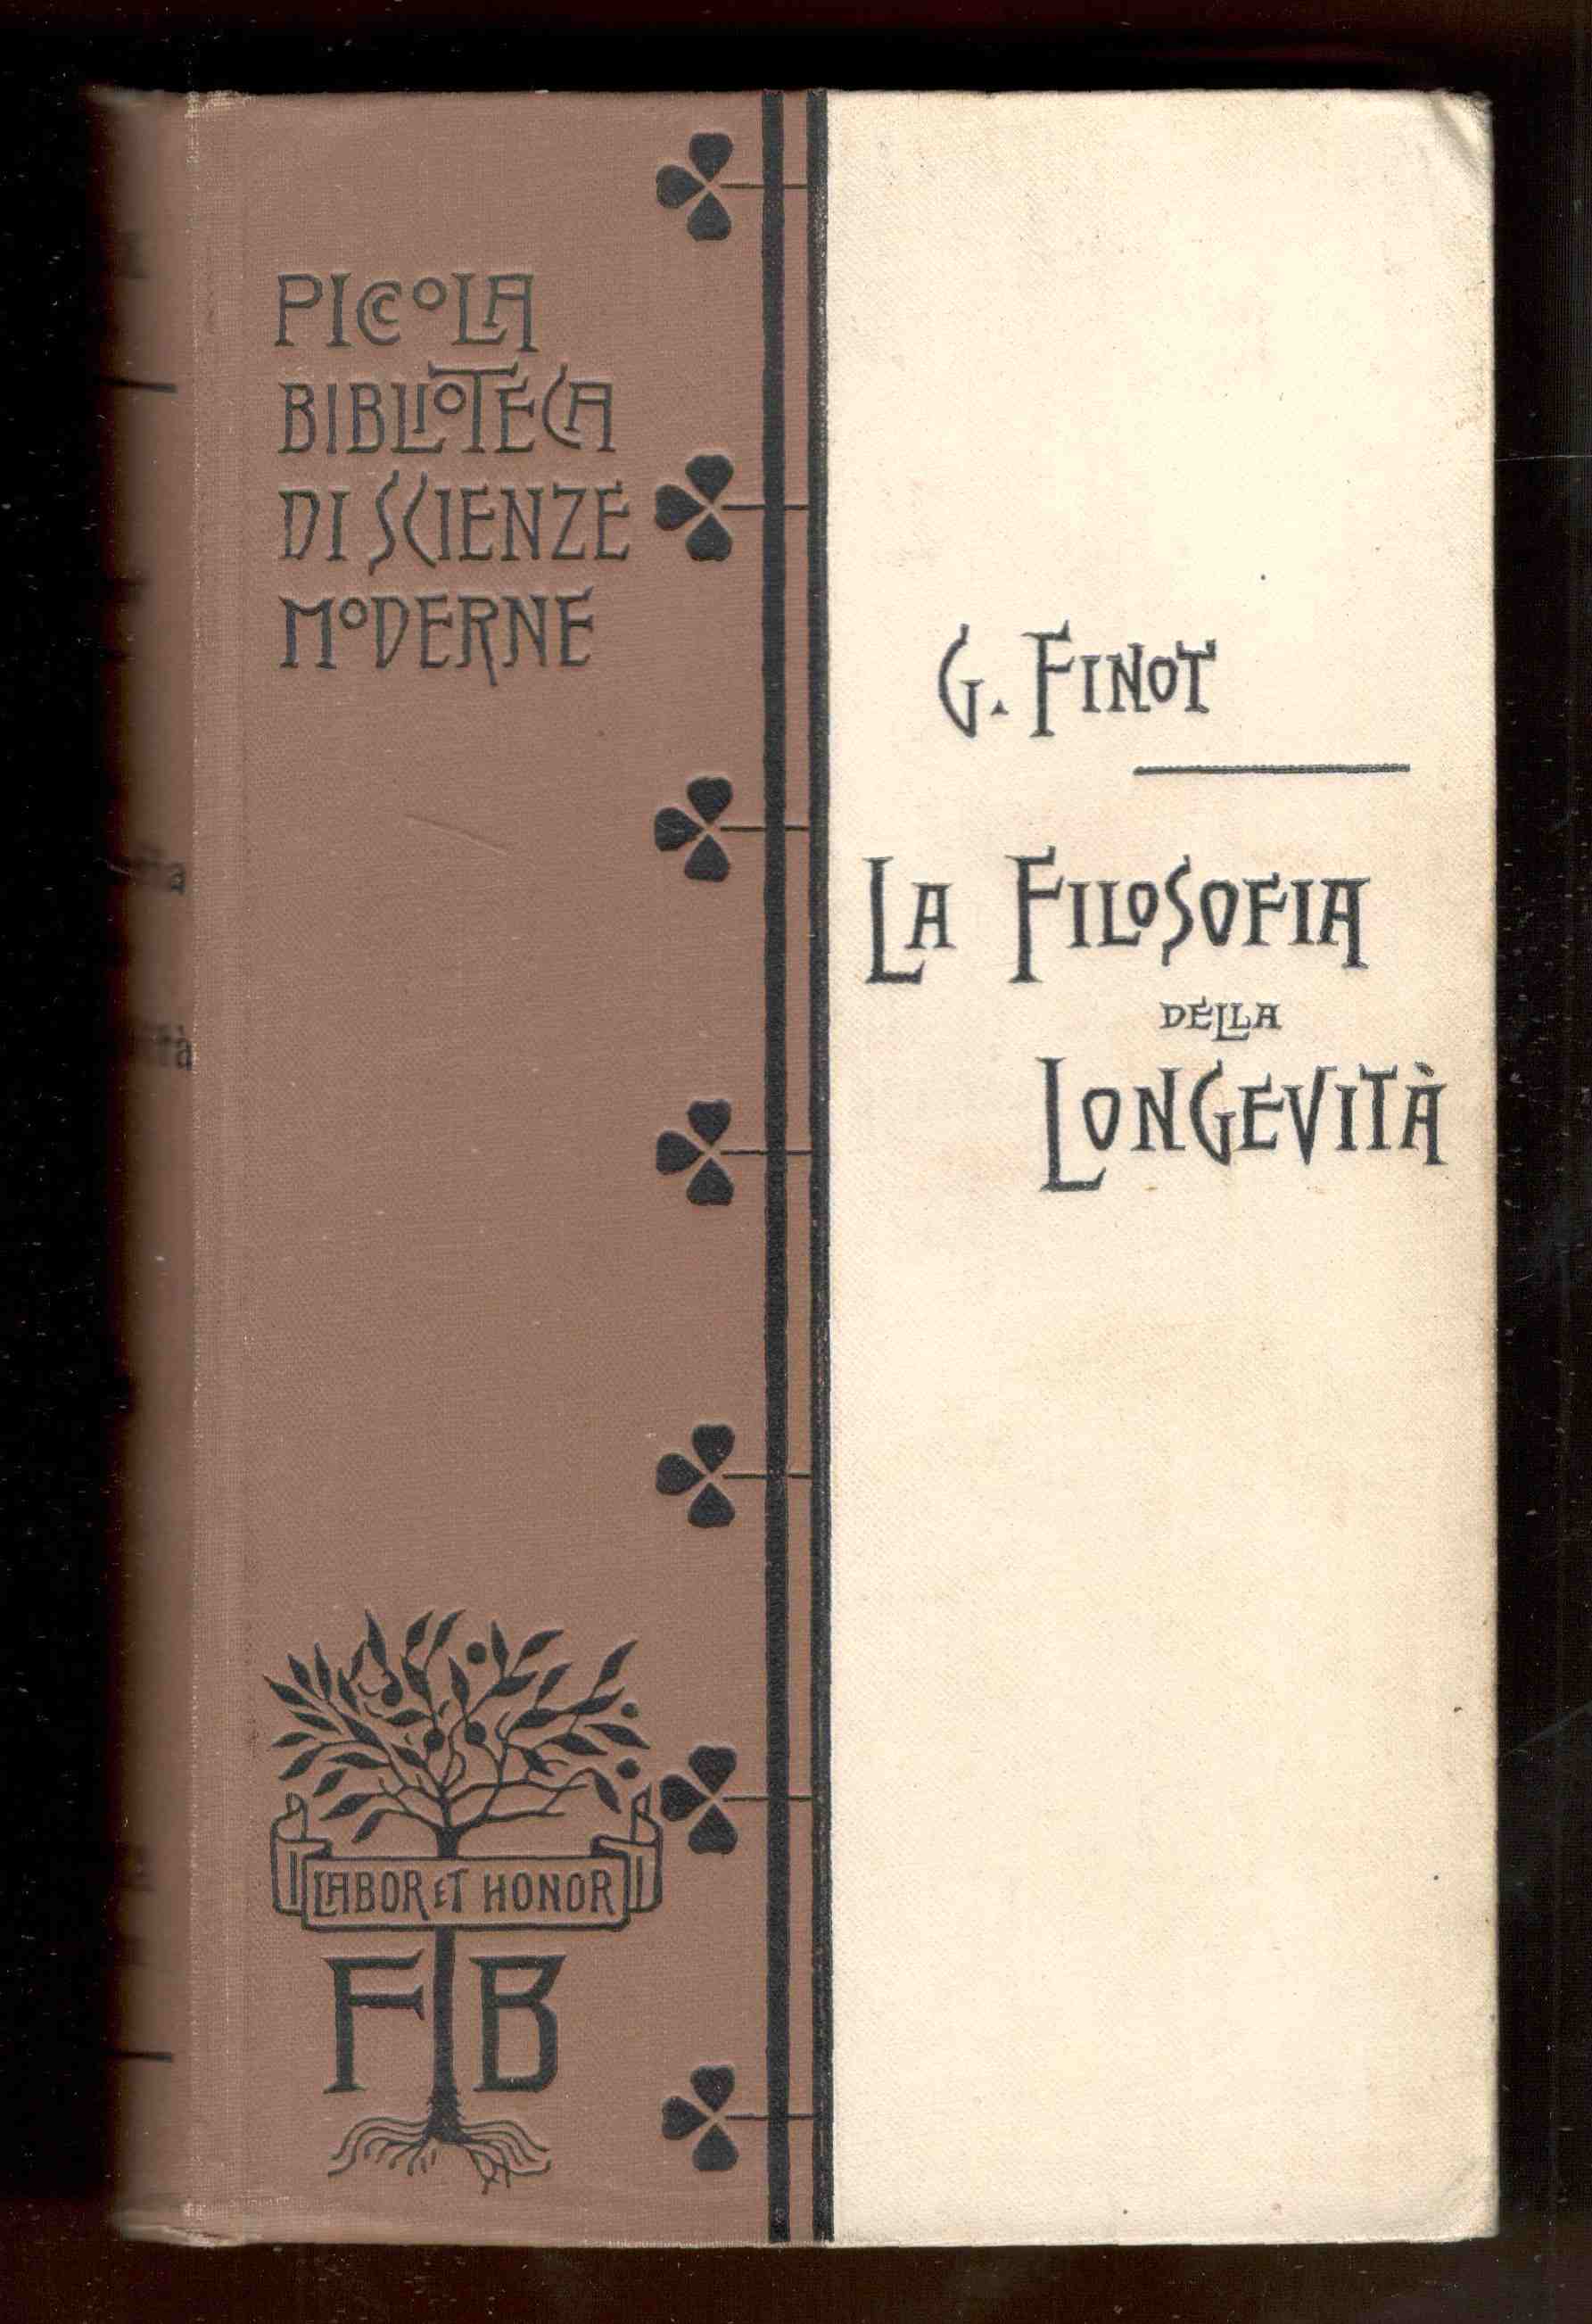 PICCOLA
BIBLIOTECA
DI SCIENZE
MODERNE
G. FINOT
LA FILOSOFIA
DELLA
LONGEVITÀ
LABOR ET HONOR
FB